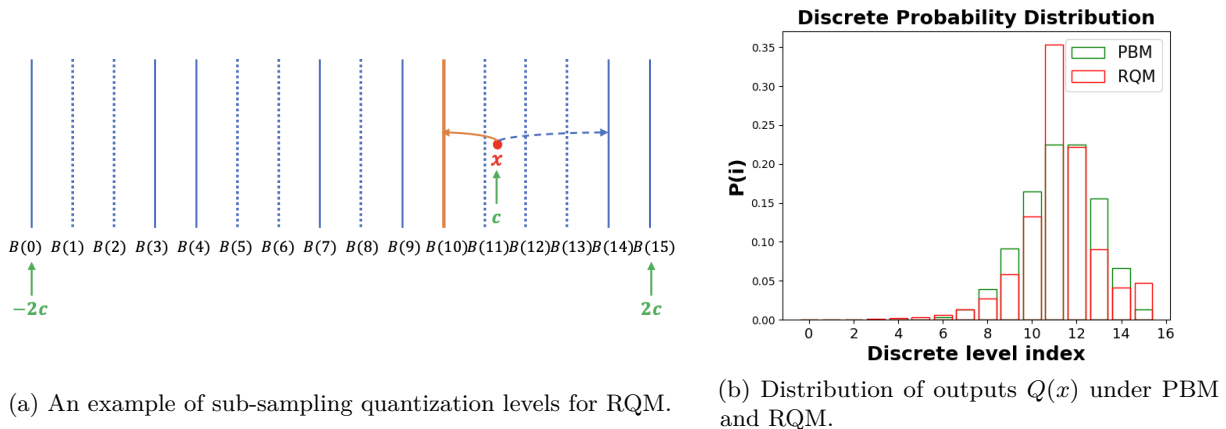 x
c
B(0) B(1) B(2) B(3) B(4) B(5) B(6) B(7) B(8) B(9) B(10) B(11) B(12) B(13) B(14) B(15)
−2c 2c
(a) An example of sub-sampling quantization levels for RQM.
Discrete Probability Distribution
PBM
RQM
P(i)
0.35
0.30
0.25
0.20
0.15
0.10
0.05
0.00
0 2 4 6 8 10 12 14 16
Discrete level index
(b) Distribution of outputs Q(x) under PBM
and RQM.